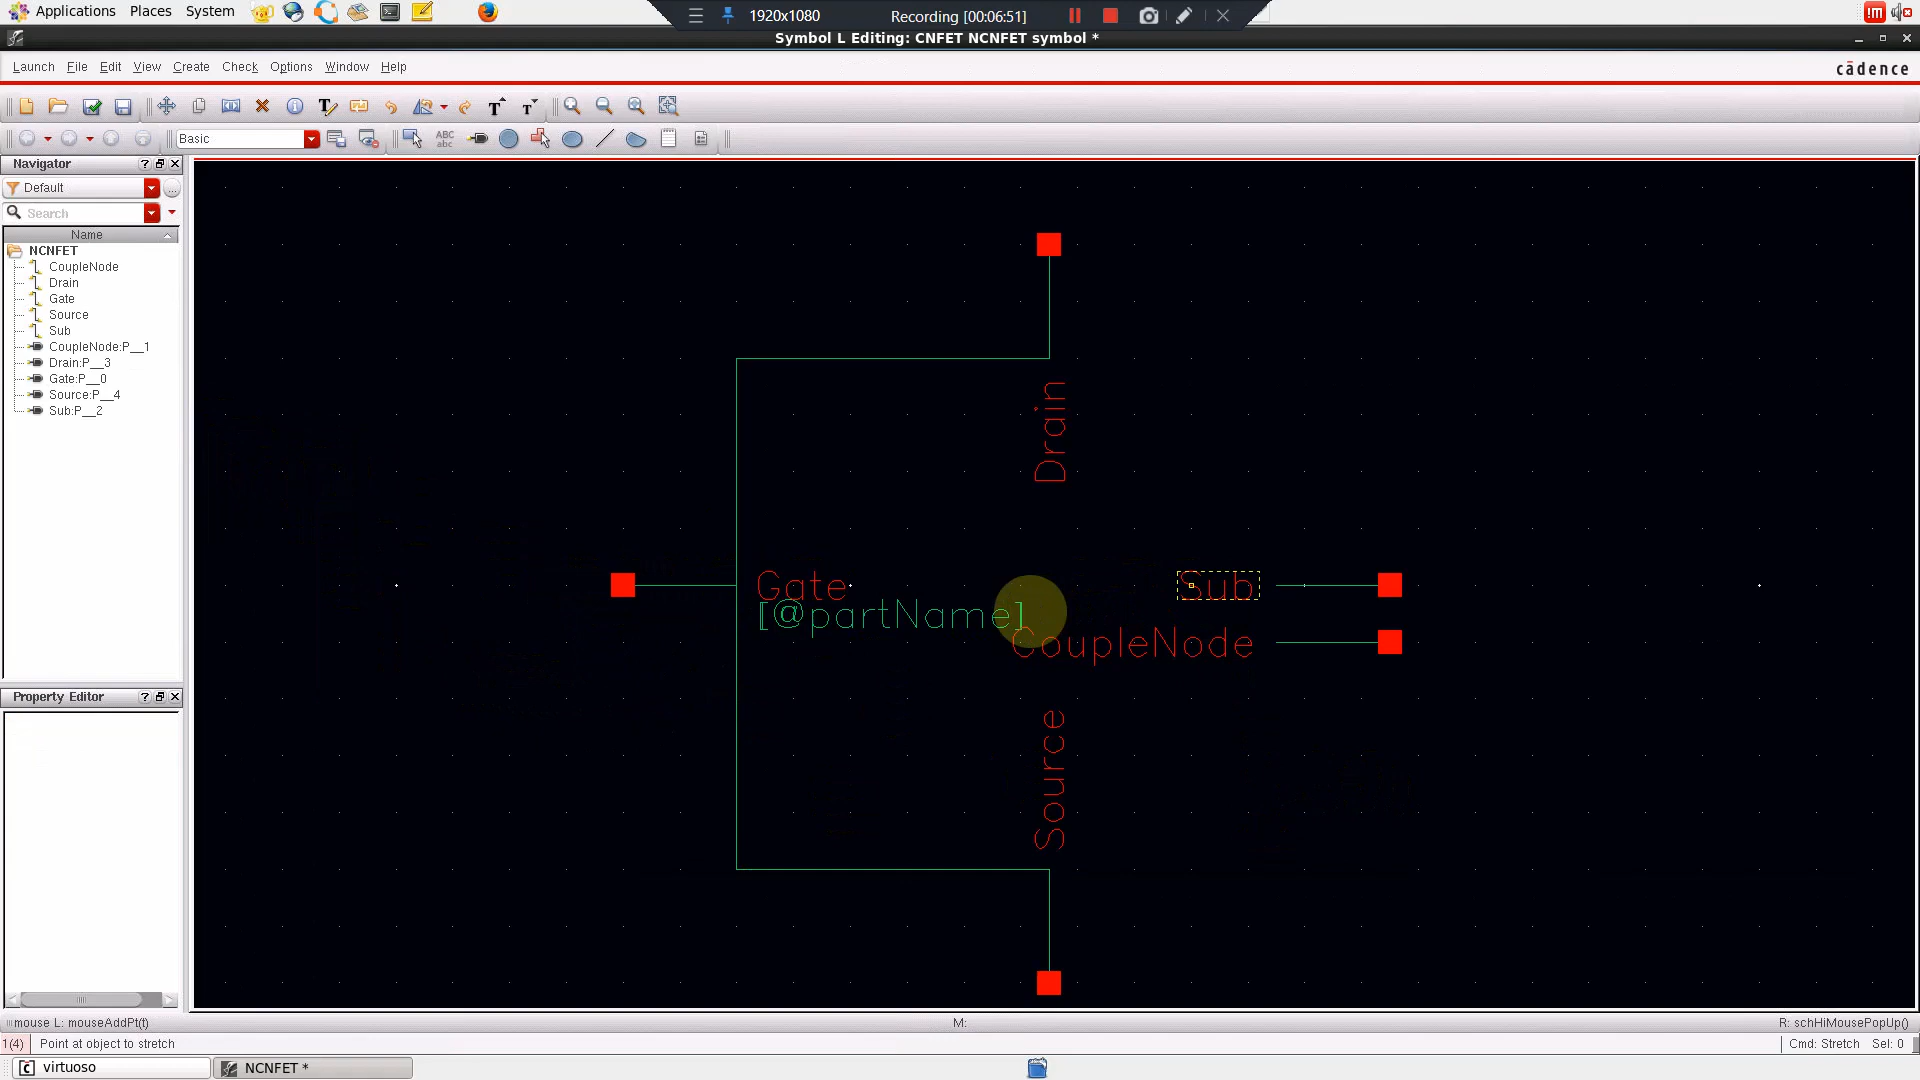 Applications Places System
1920x1080
Recording [00:06:51]
Symbol L Editing: CNFET NCNFET symbol *
Launch File Edit View Create Check Options Window Help
cādence
Basic
ABC
abc
Navigator
Default
Search
Name
NCNFET
CoupleNode
Drain
Gate
Source
Sub
CoupleNode:P__1
Drain:P__3
Gate:P__0
Source:P__4
Sub:P__2
Property Editor
Drain
Gate
[@partName]
Sub
CoupleNode
Source
mouse L: mouseAddPt(t)
M:
R: schHiMousePopUp()
1(4) Point at object to stretch
Cmd: Stretch Sel: 0
virtuoso
NCNFET *